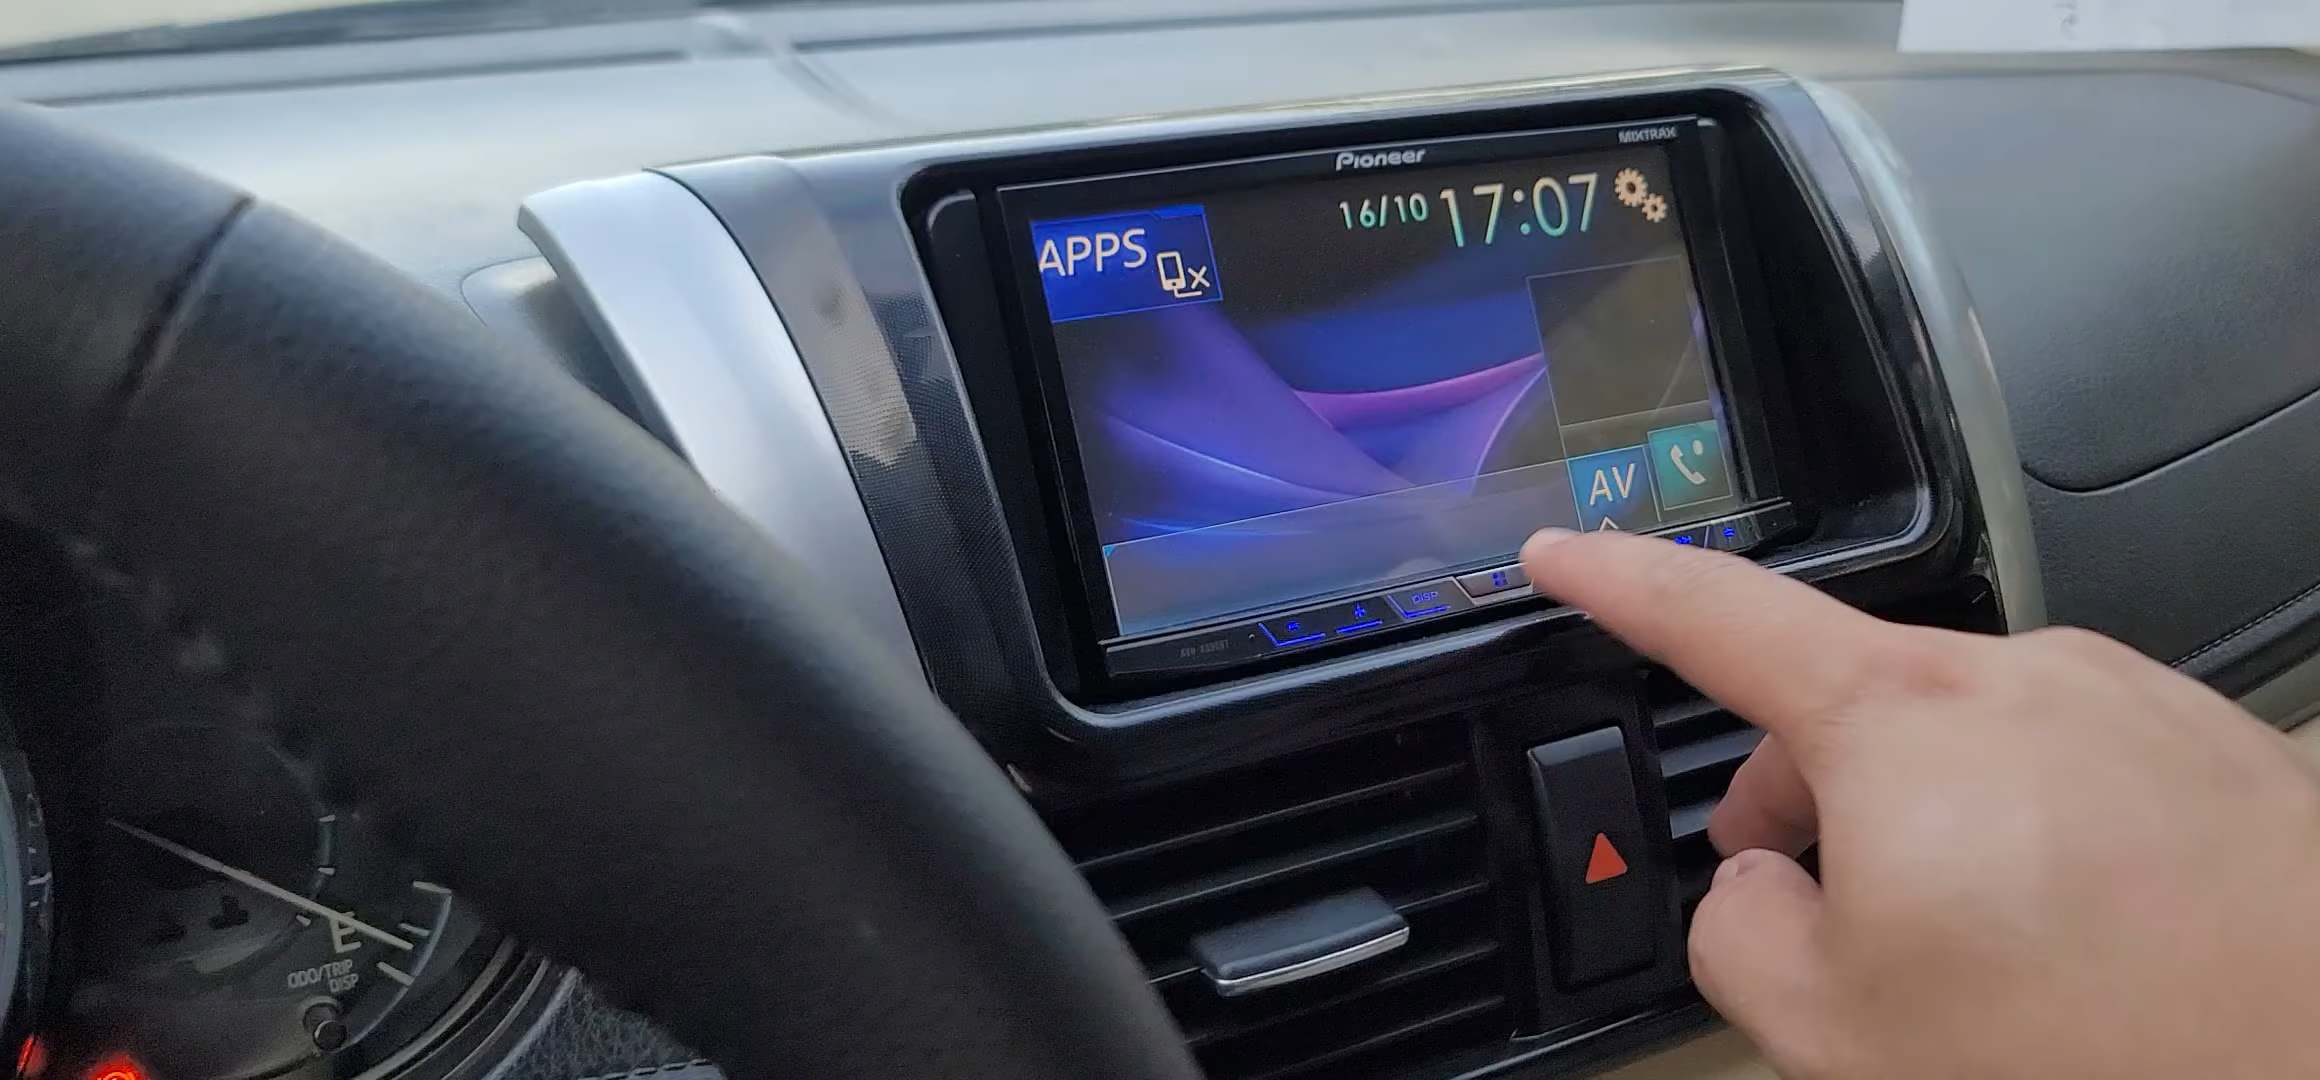 MIXTRAX
Pioneer
16/10 17:07
APPS
AV
DISP
E
ODO/TRIP
DISP